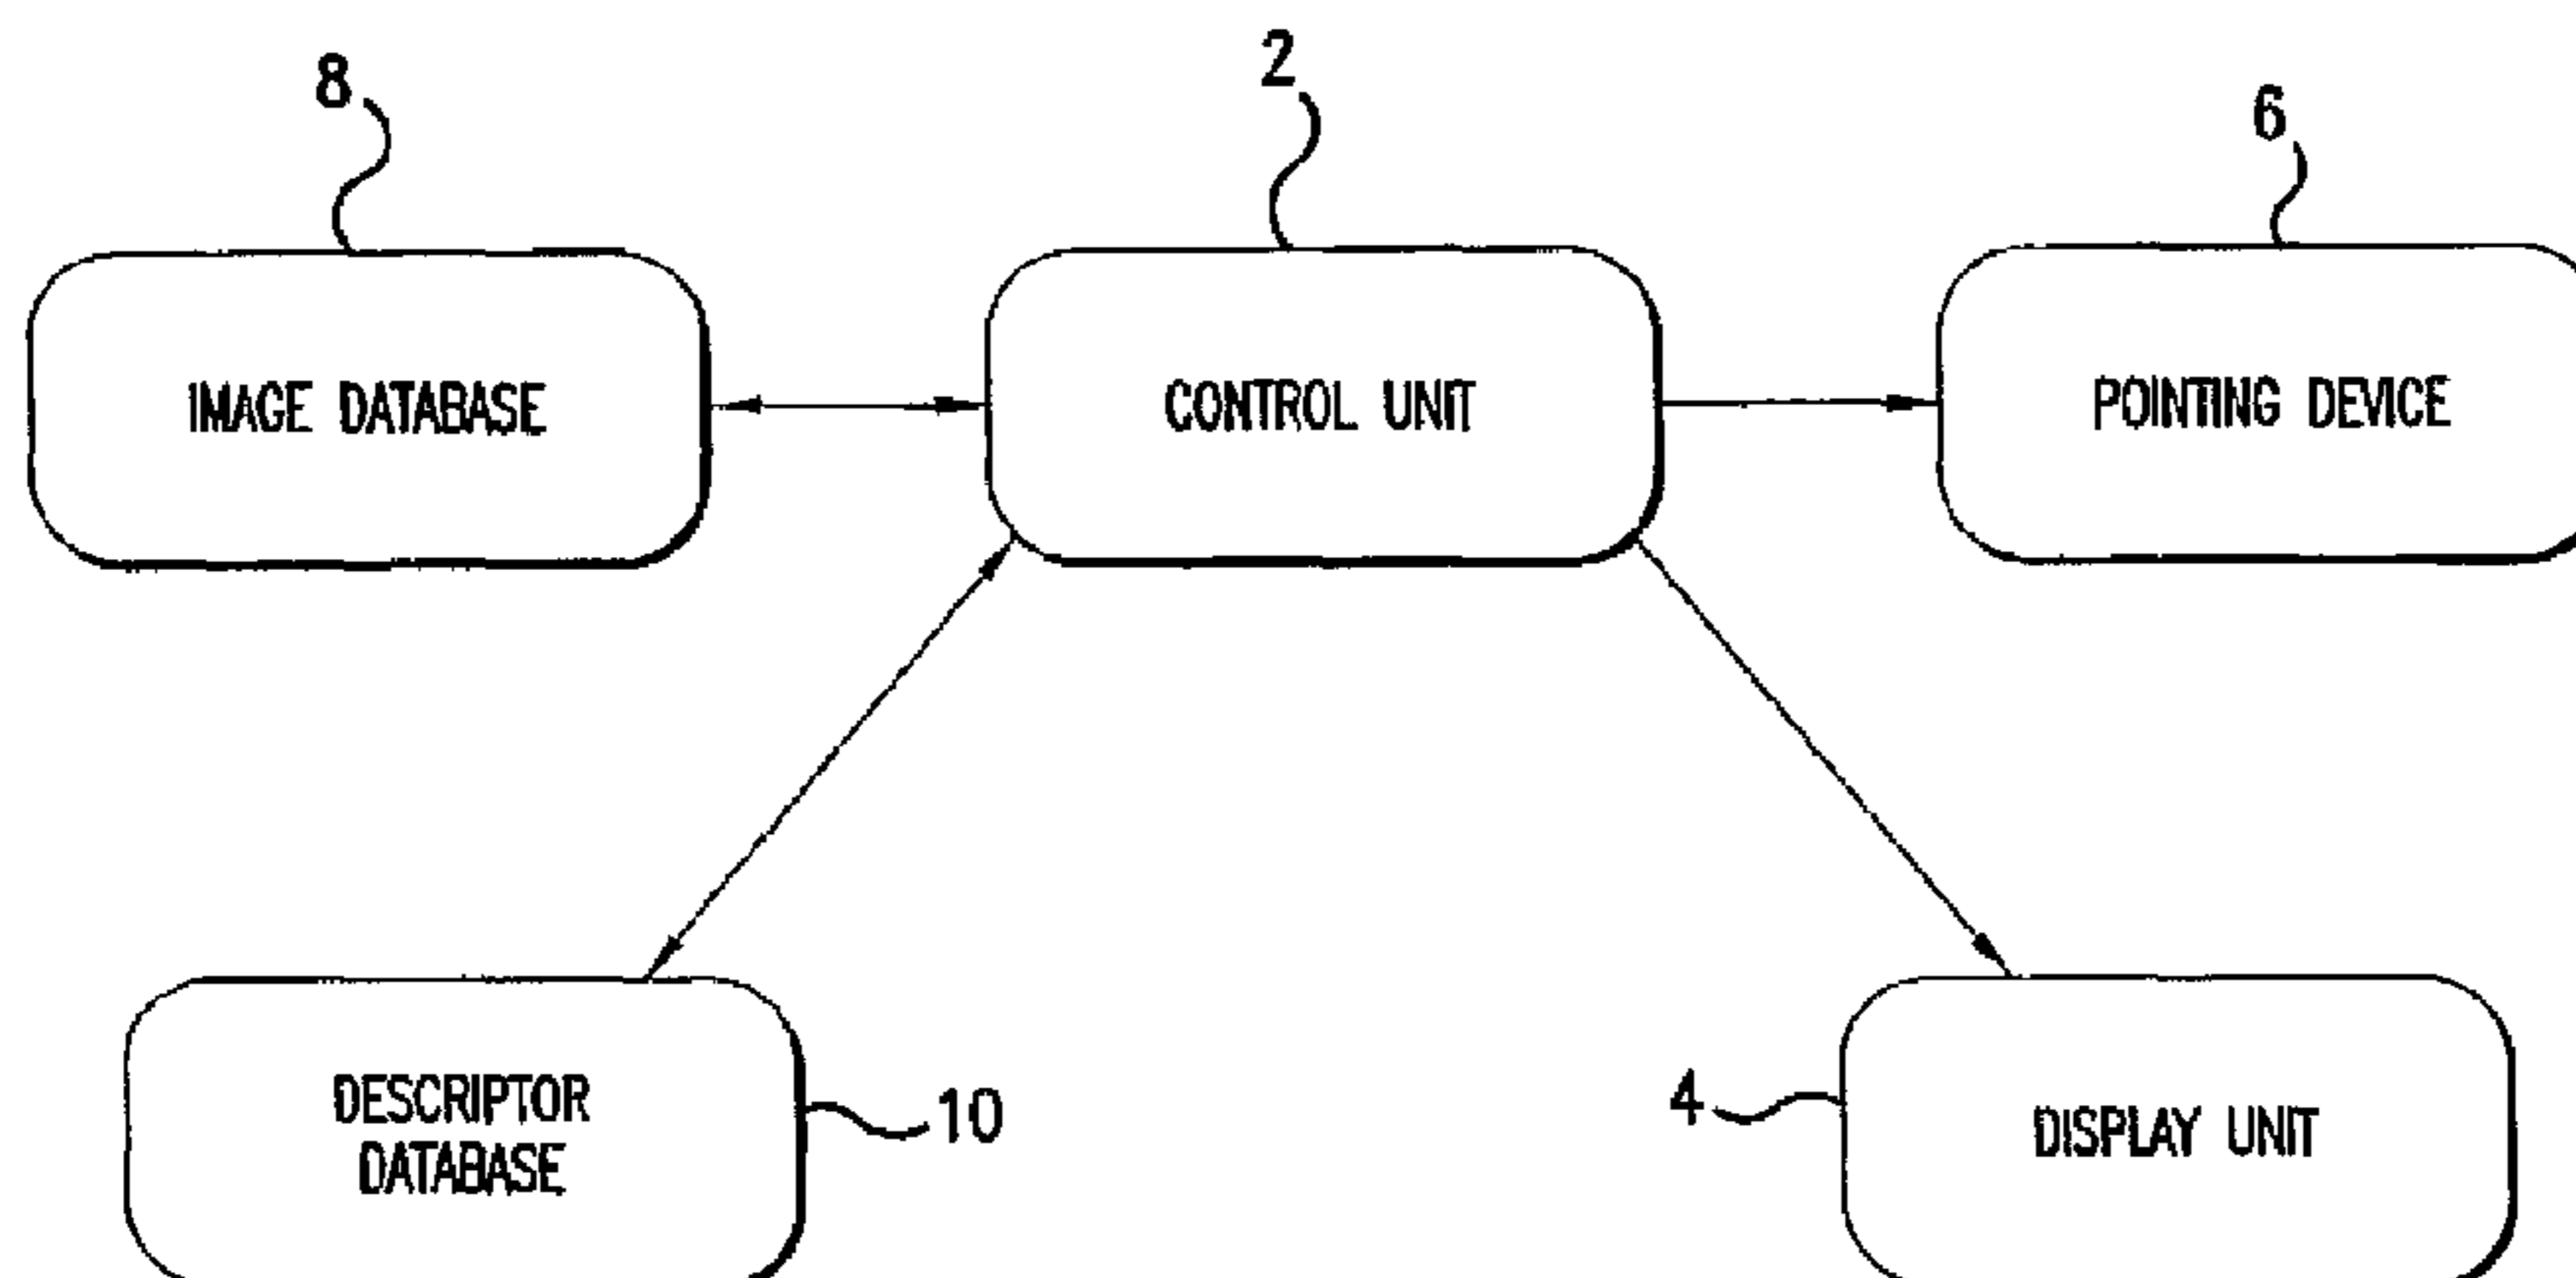 8
2
6
IMAGE DATABASE
CONTROL UNIT
POINTING DEVICE
DESCRIPTOR
DATABASE
10
4
DISPLAY UNIT